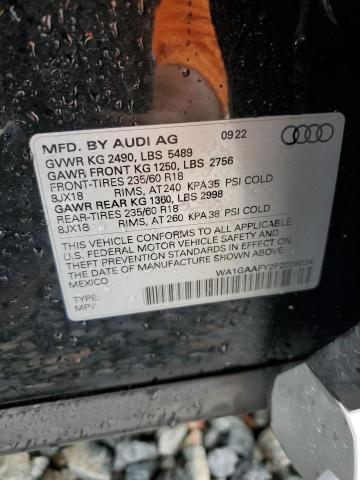 MFD. BY AUDI AG 09 22
GVWR KG 2490, LBS 5489
GAWR FRONT KG 1250, LBS 2756
FRONT-TIRES 235/60 R18
8JX18 RIMS, AT 240 KPA 35 PSI COLD
GAWR REAR KG 1360, LBS 2998
REAR-TIRES 235/60 R18
8JX18 RIMS, AT 260 KPA 38 PSI COLD
THIS VEHICLE CONFORMS TO ALL APPLICABLE
U.S. FEDERAL MOTOR VEHICLE SAFETY AND
THEFT PREVENTION STANDARDS IN EFFECT ON
THE DATE OF MANUFACTURE SHOWN ABOVE.
MEXICO
WA1GAAFY2P2028034
TYPE:
MPV